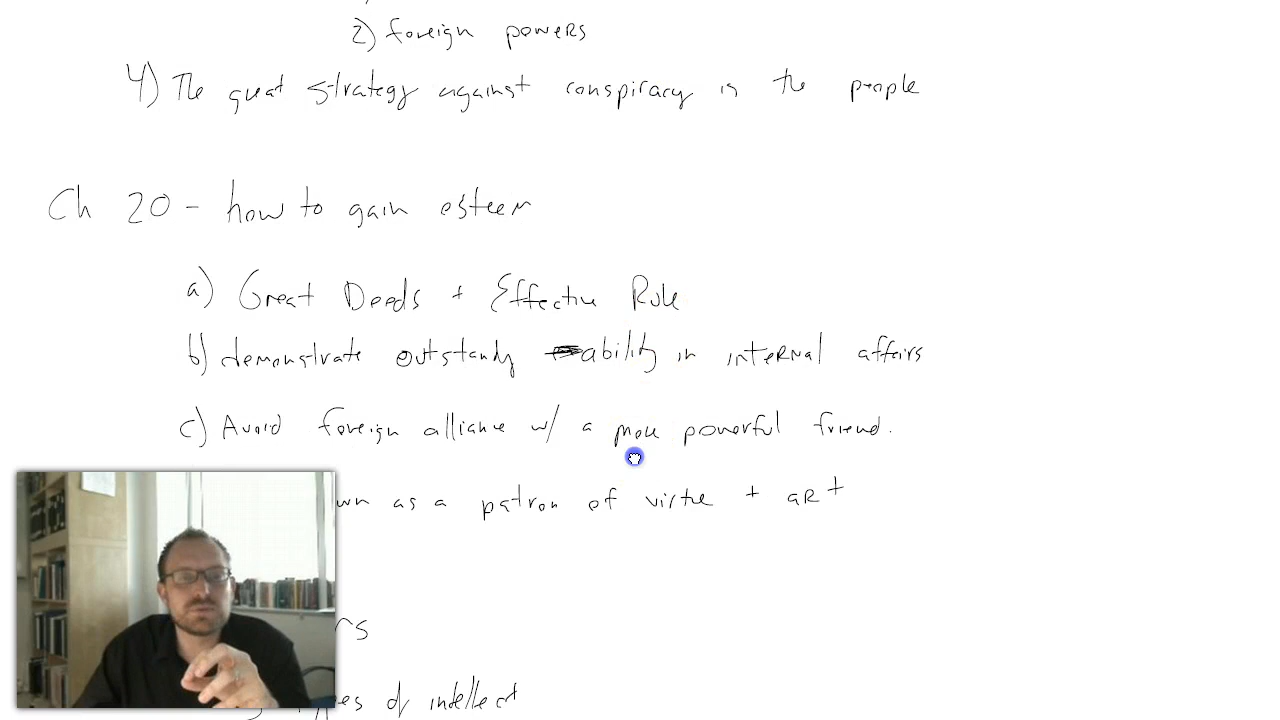 2) foreign powers
4) The great strategy against conspiracy is the people
Ch 20 - how to gain esteem
a) Great Deeds + Effective Rule
b) demonstrate outstandy ability in internal affairs
c) Avoid foreign alliance w/ a more powerful friend.
wn as a patron of virtue + art
rs
of intellect